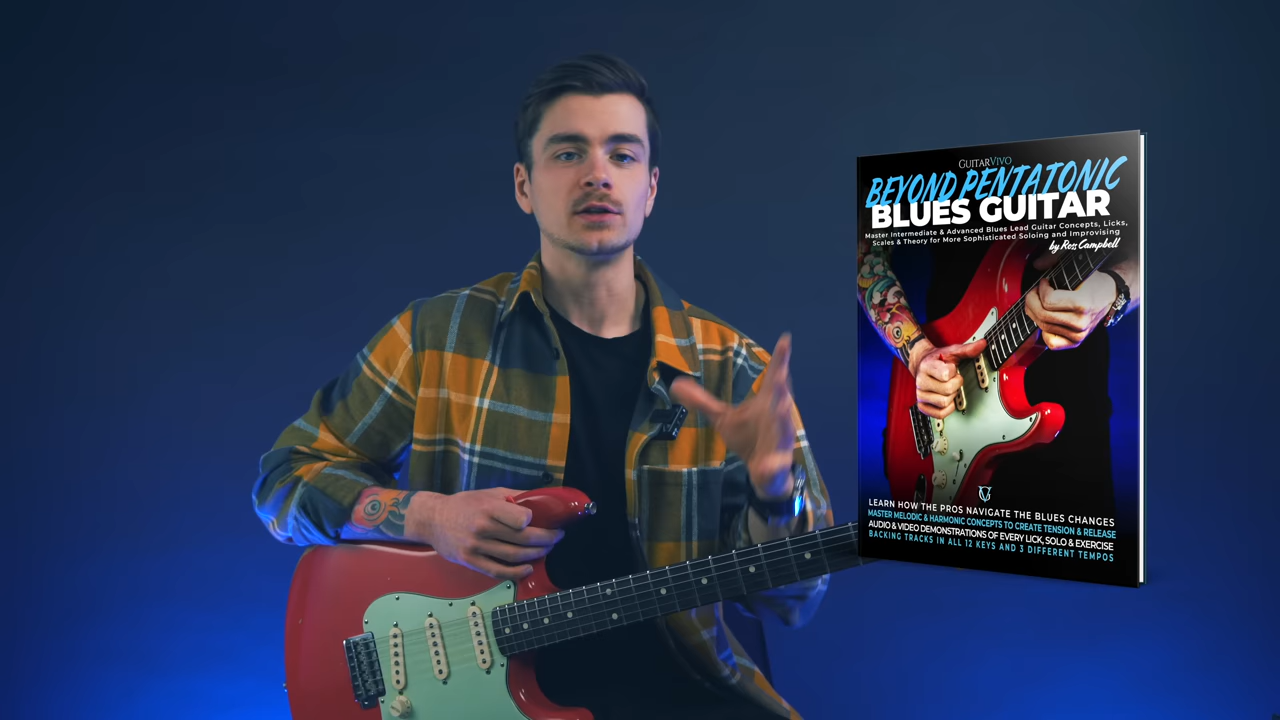 GUITARVIVO
BEYOND PENTATONIC
BLUES GUITAR
Master Intermediate & Advanced Blues Lead Guitar Concepts, Licks,
Scales & Theory for More Sophisticated Soloing and Improvising
by Ross Campbell
LEARN HOW THE PROS NAVIGATE THE BLUES CHANGES
MASTER MELODIC & HARMONIC CONCEPTS TO CREATE TENSION & RELEASE
AUDIO & VIDEO DEMONSTRATIONS OF EVERY LICK, SOLO & EXERCISE
BACKING TRACKS IN ALL 12 KEYS AND 3 DIFFERENT TEMPOS